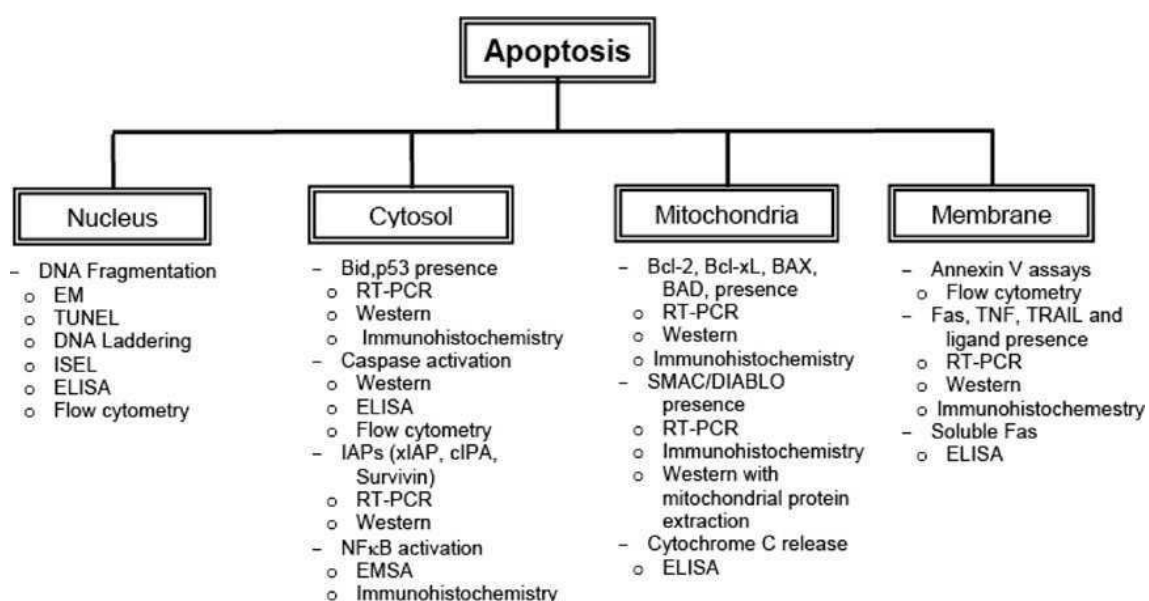 Apoptosis
Nucleus
– DNA Fragmentation
o EM
o TUNEL
o DNA Laddering
o ISEL
o ELISA
o Flow cytometry
Cytosol
– Bid,p53 presence
o RT-PCR
o Western
o Immunohistochemistry
– Caspase activation
o Western
o ELISA
o Flow cytometry
– IAPs (xIAP, cIPA,
Survivin)
o RT-PCR
o Western
– NFκB activation
o EMSA
o Immunohistochemistry
Mitochondria
– Bcl-2, Bcl-xL, BAX,
BAD, presence
o RT-PCR
o Western
o Immunohistochemistry
– SMAC/DIABLO
presence
o RT-PCR
o Immunohistochemistry
o Western with
mitochondrial protein
extraction
– Cytochrome C release
o ELISA
Membrane
– Annexin V assays
o Flow cytometry
– Fas, TNF, TRAIL and
ligand presence
o RT-PCR
o Western
o Immunohistochemestry
– Soluble Fas
o ELISA